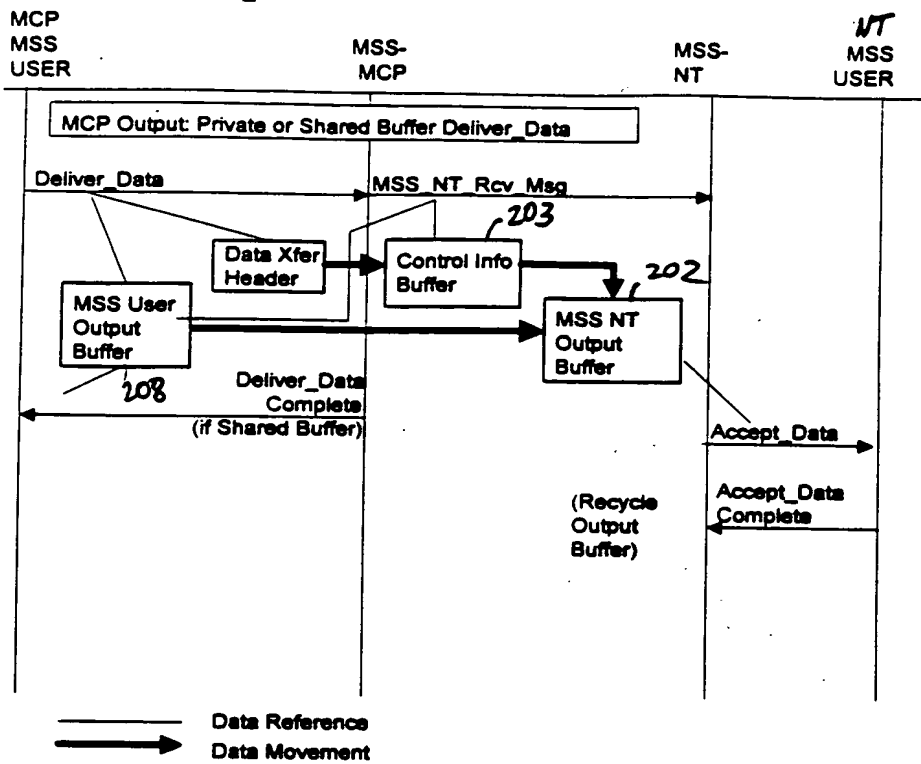 MCP
MSS
USER
MSS-
MCP
MSS-
NT
NT
MSS
USER
MCP Output: Private or Shared Buffer Deliver_Data
Deliver_Data
MSS_NT_Rcv_Msg
203
Data Xfer
Header
Control Info
Buffer
202
MSS User
Output
Buffer
MSS NT
Output
Buffer
208
Deliver_Data
Complete
(if Shared Buffer)
Accept_Data
(Recycle
Output
Buffer)
Accept_Data
Complete
Data Reference
Data Movement